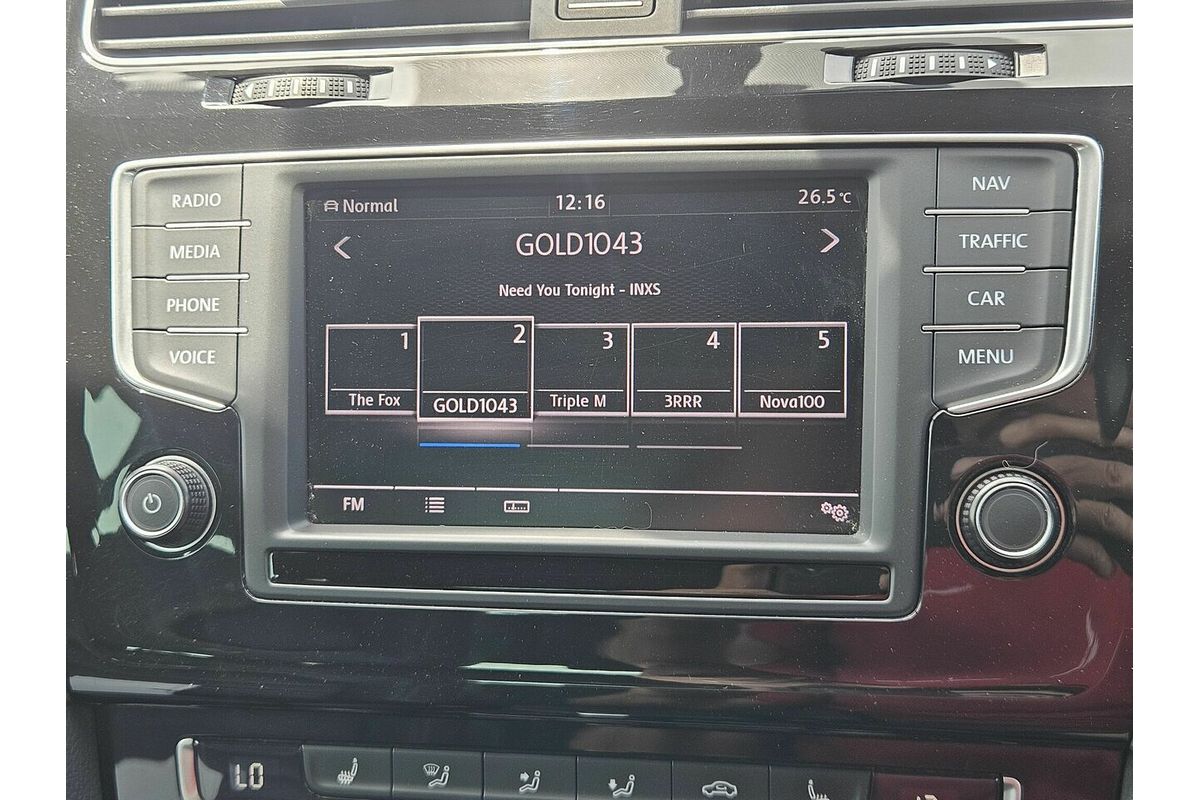 RADIO
MEDIA
PHONE
VOICE
Normal 12:16 26.5°C
< GOLD1043 >
Need You Tonight - INXS
1 2 3 4 5
The Fox GOLD1043 Triple M 3RRR Nova100
FM
NAV
TRAFFIC
CAR
MENU
LO